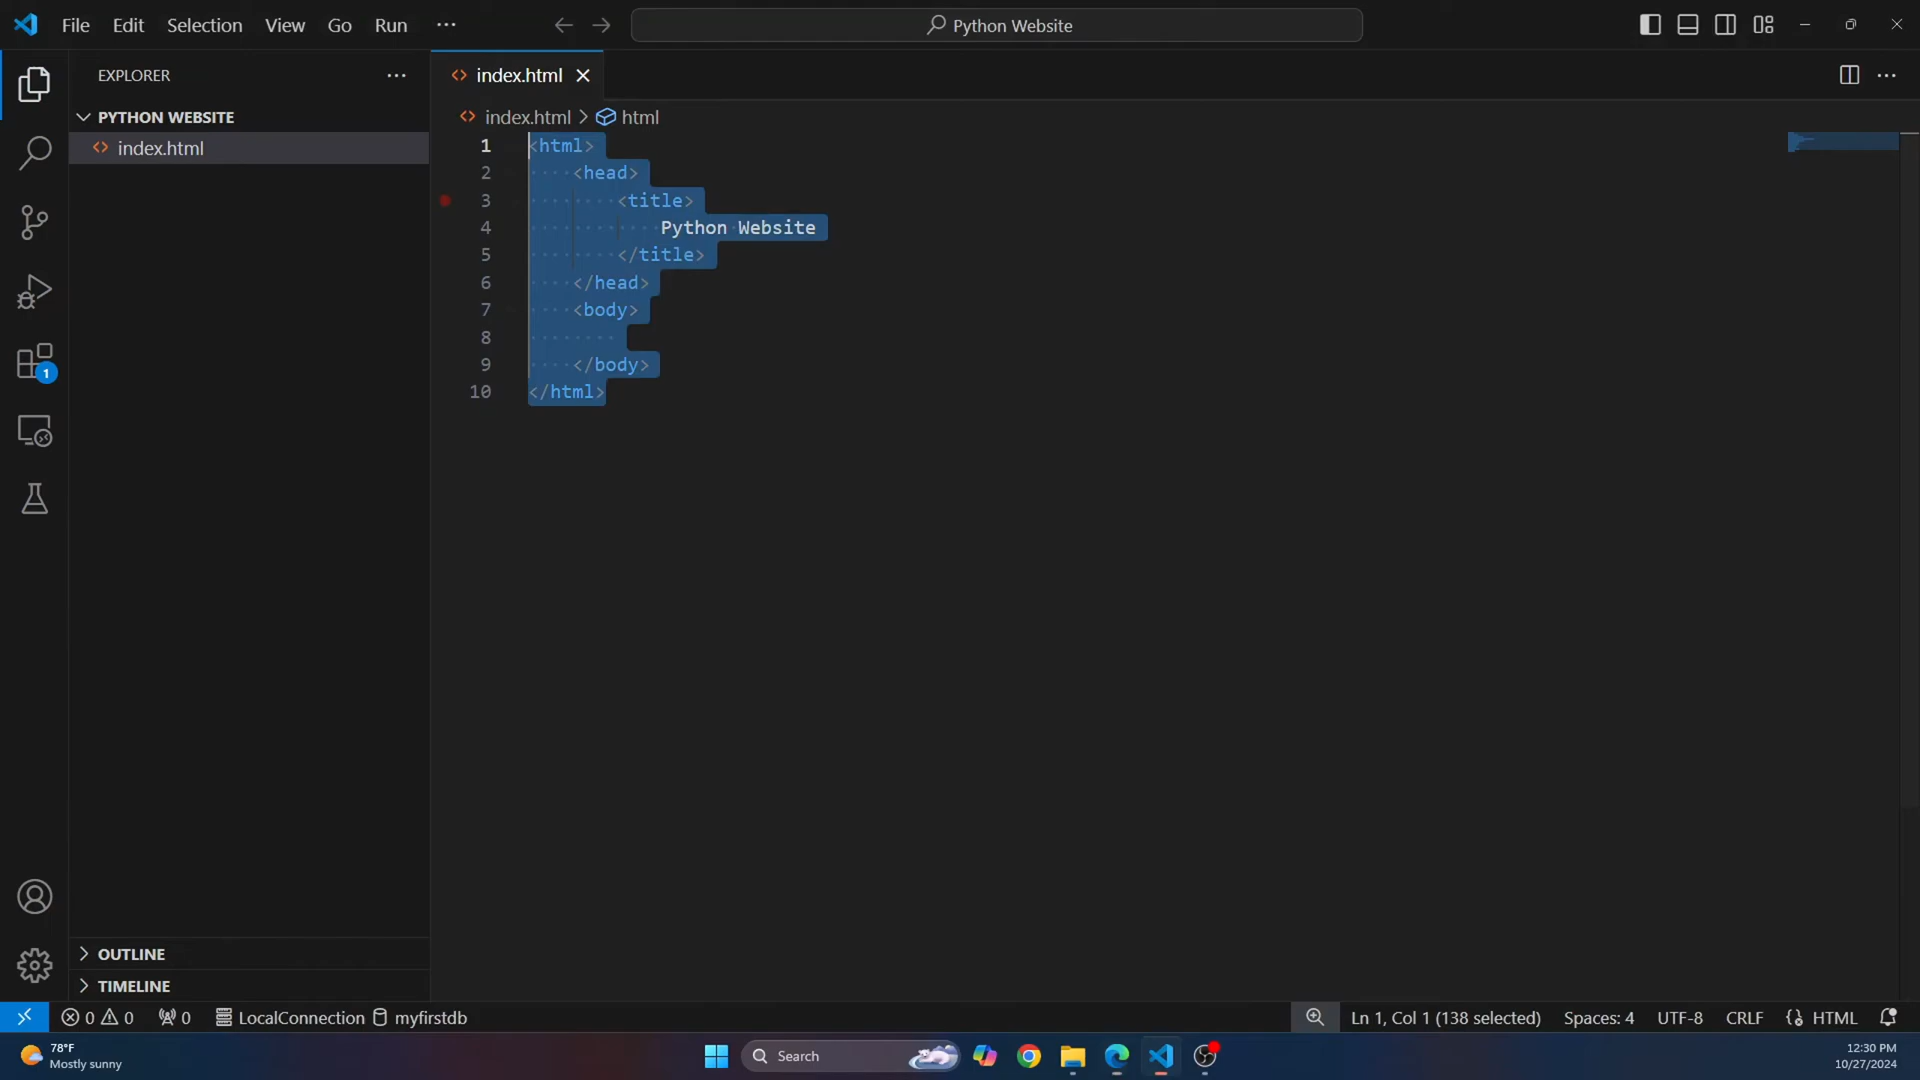 File Edit Selection View Go Run ···
Python Website
EXPLORER ···
index.html
PYTHON WEBSITE
index.html > html
index.html
1 <html>
2 <head>
3 <title>
4 Python Website
5 </title>
6 </head>
7 <body>
8
9 </body>
10 </html>
1
OUTLINE
TIMELINE
0 0 0 LocalConnection myfirstdb
Ln 1, Col 1 (138 selected) Spaces: 4 UTF-8 CRLF HTML
78°F
Mostly sunny
Search
12:30 PM
10/27/2024